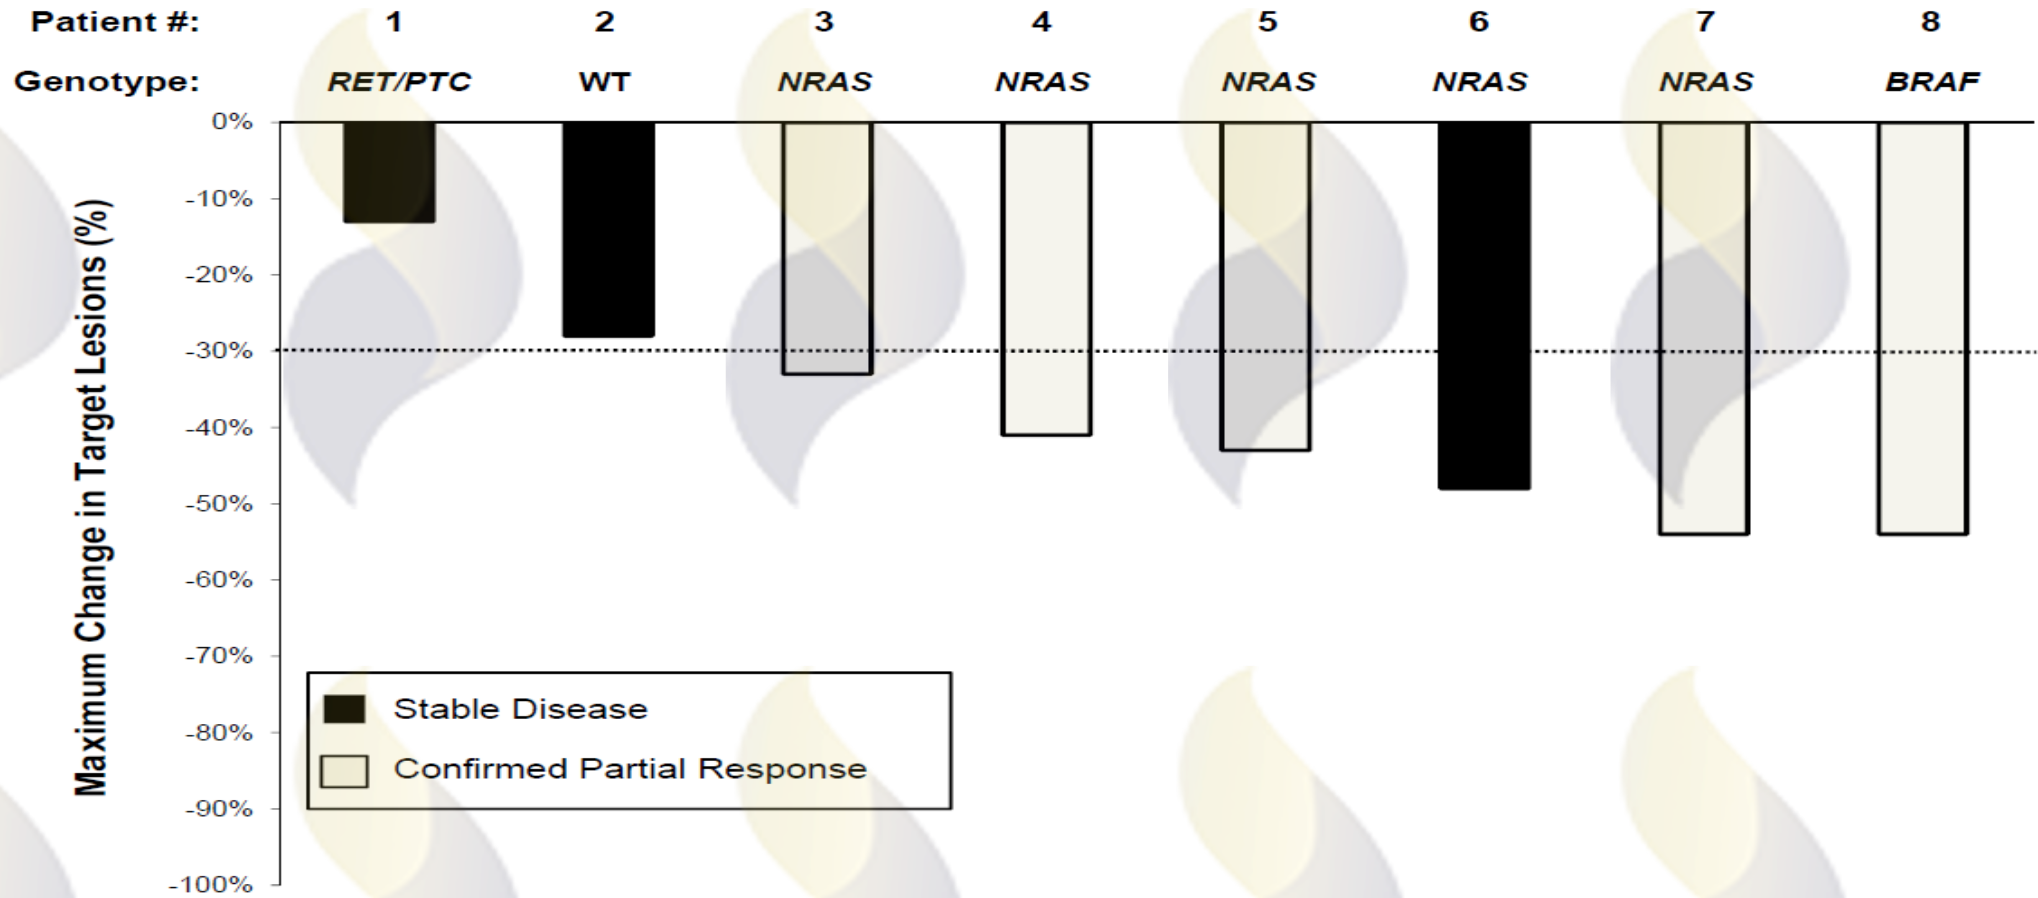 Patient #: 1 2 3 4 5 6 7 8
Genotype: RET/PTC WT NRAS NRAS NRAS NRAS NRAS BRAF
Maximum Change in Target Lesions (%)
0%
-10%
-20%
-30%
-40%
-50%
-60%
-70%
-80%
-90%
-100%
Stable Disease
Confirmed Partial Response